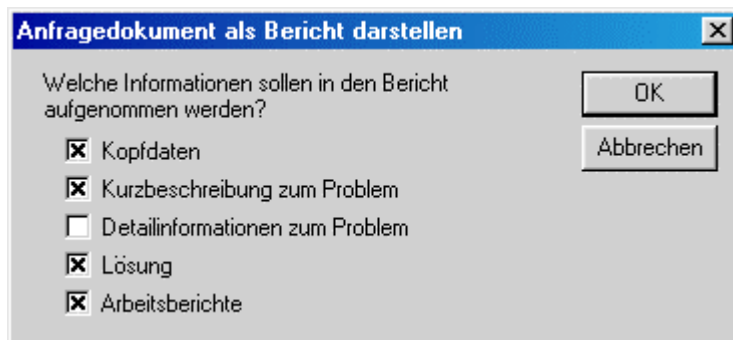 Anfragedokument als Bericht darstellen
Welche Informationen sollen in den Bericht
aufgenommen werden?
OK
Abbrechen
Kopfdaten
Kurzbeschreibung zum Problem
Detailinformationen zum Problem
Lösung
Arbeitsberichte